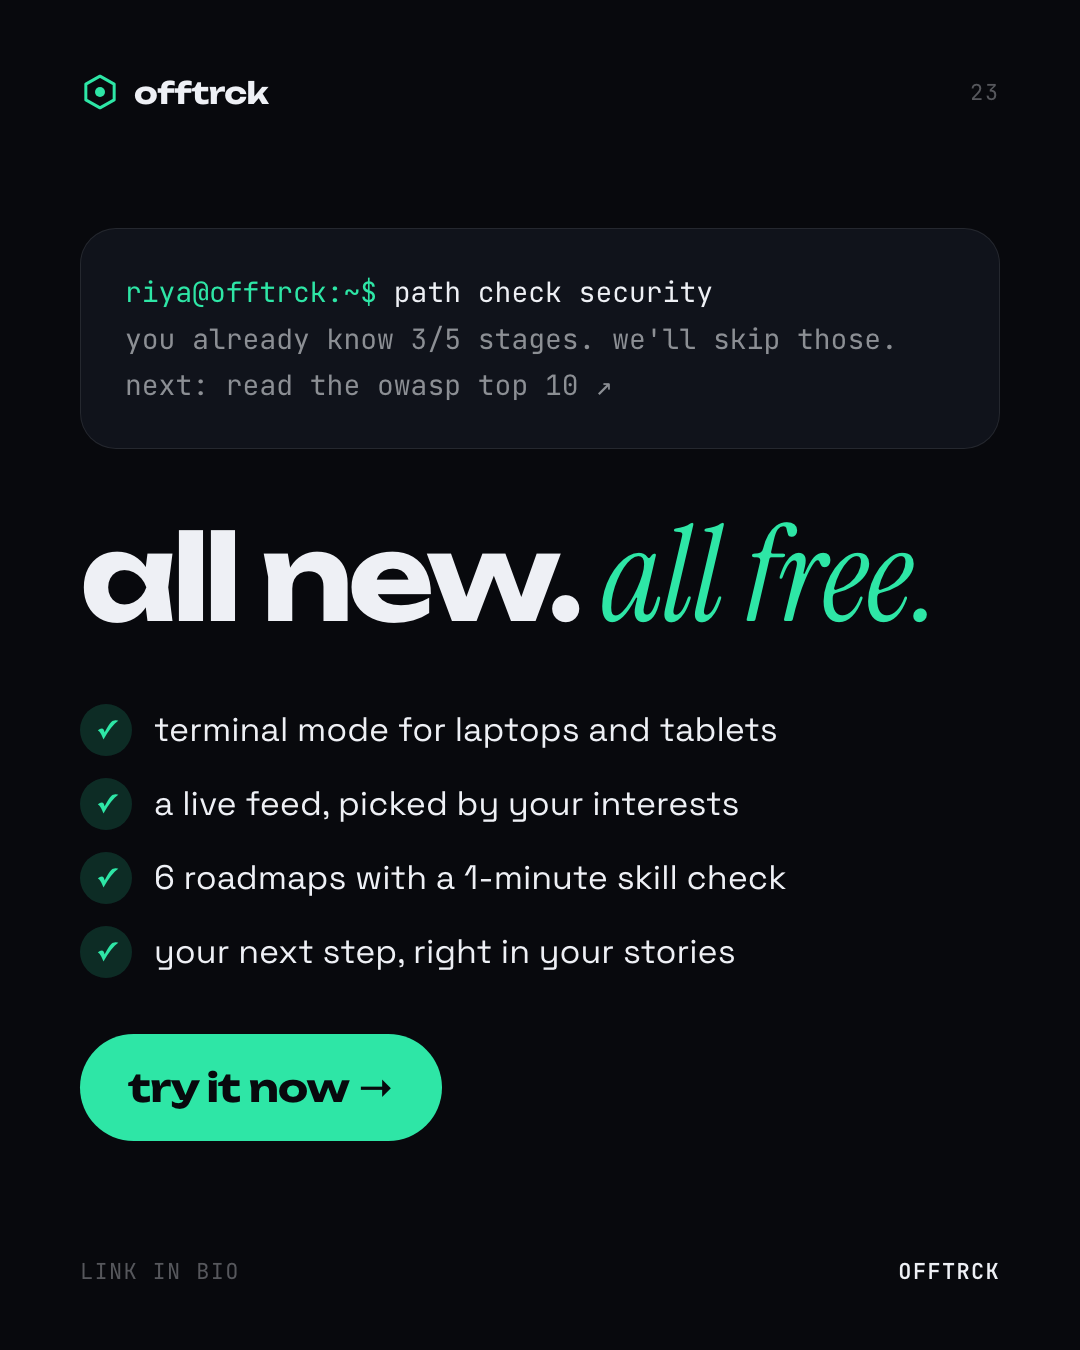 offtrck
23
riya@offtrck:~$ path check security
you already know 3/5 stages. we'll skip those.
next: read the owasp top 10 ↗
all new. all free.
✓ terminal mode for laptops and tablets
✓ a live feed, picked by your interests
✓ 6 roadmaps with a 1-minute skill check
✓ your next step, right in your stories
try it now →
LINK IN BIO
OFFTRCK